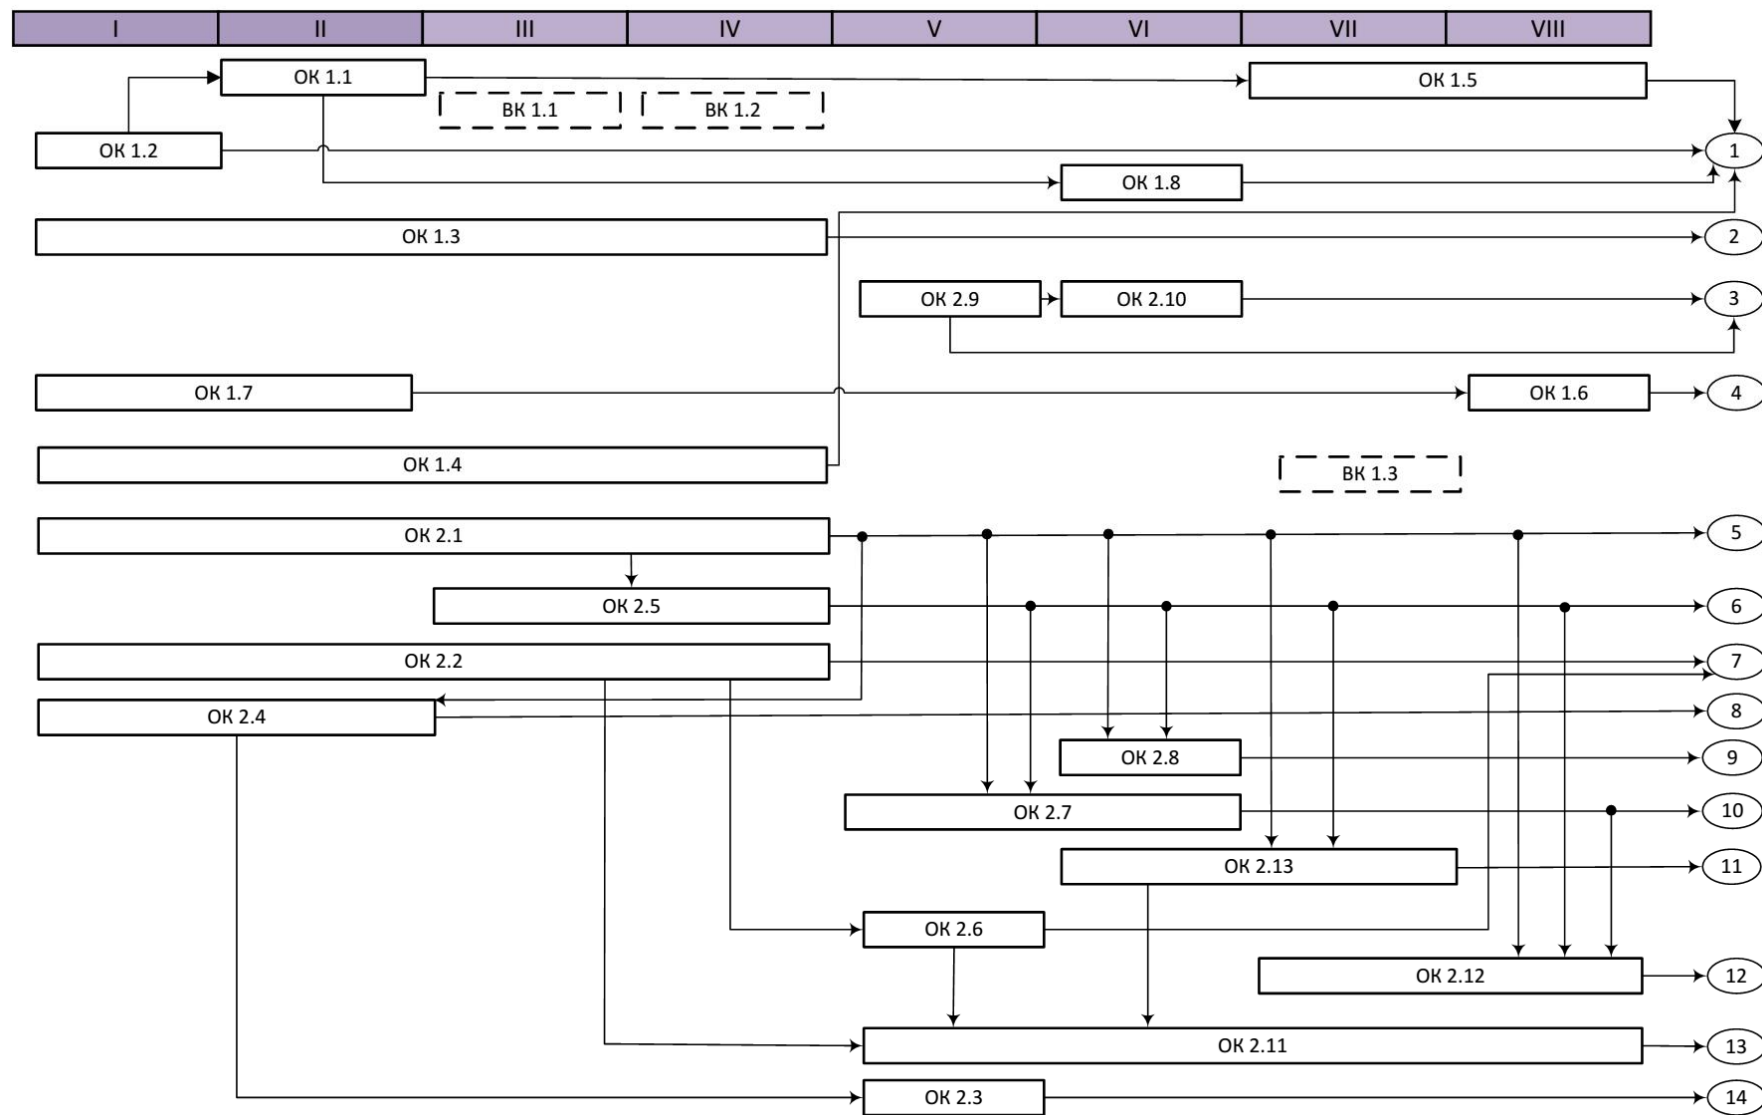 I II III IV V VI VII VIII
ОК 1.1
ОК 1.5
ВК 1.1
ВК 1.2
ОК 1.2
1
ОК 1.8
ОК 1.3
2
ОК 2.9
ОК 2.10
3
ОК 1.7
ОК 1.6
4
ОК 1.4
ВК 1.3
ОК 2.1
5
ОК 2.5
6
ОК 2.2
7
ОК 2.4
8
ОК 2.8
9
ОК 2.7
10
ОК 2.13
11
ОК 2.6
ОК 2.12
12
ОК 2.11
13
ОК 2.3
14